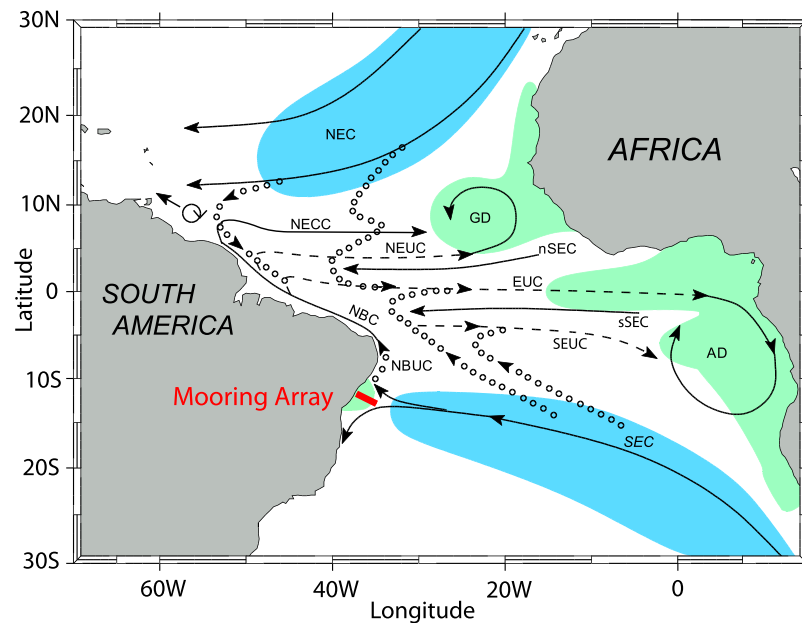 30N
20N
10N
0
10S
20S
30S
Latitude
NEC
AFRICA
GD
NECC
NEUC
nSEC
EUC
SOUTH
AMERICA
NBC
sSEC
SEUC
AD
NBUC
Mooring Array
SEC
60W
40W
20W
0
Longitude